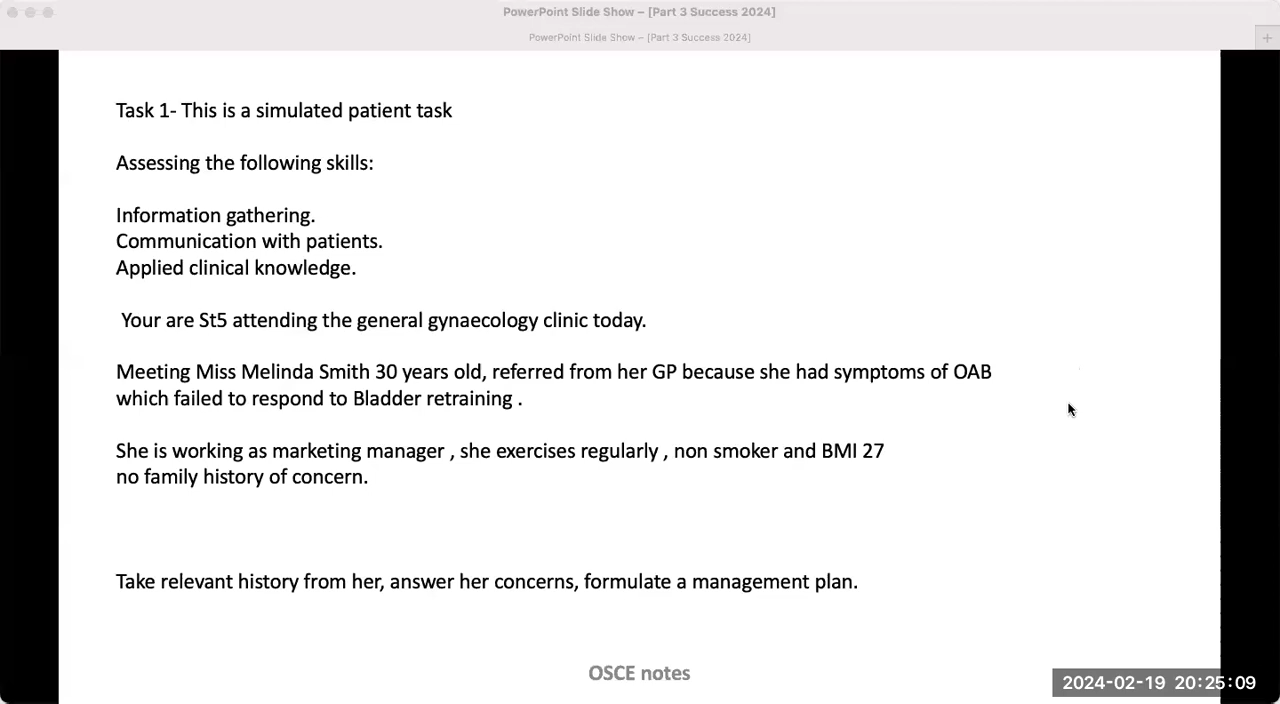 PowerPoint Slide Show – [Part 3 Success 2024]
PowerPoint Slide Show – [Part 3 Success 2024]
Task 1- This is a simulated patient task
Assessing the following skills:
Information gathering.
Communication with patients.
Applied clinical knowledge.
Your are St5 attending the general gynaecology clinic today.
Meeting Miss Melinda Smith 30 years old, referred from her GP because she had symptoms of OAB
which failed to respond to Bladder retraining .
She is working as marketing manager , she exercises regularly , non smoker and BMI 27
no family history of concern.
Take relevant history from her, answer her concerns, formulate a management plan.
OSCE notes
2024-02-19 20:25:09